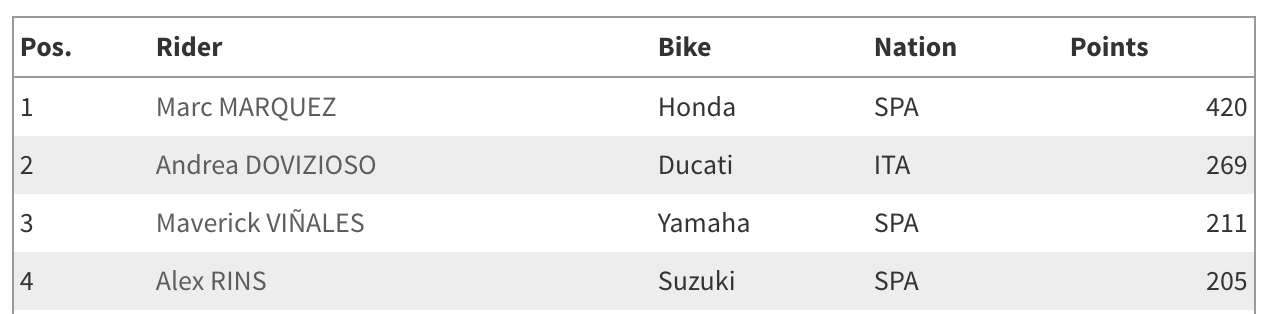 Pos. Rider Bike Nation Points
1 Marc MARQUEZ Honda SPA 420
2 Andrea DOVIZIOSO Ducati ITA 269
3 Maverick VIÑALES Yamaha SPA 211
4 Alex RINS Suzuki SPA 205